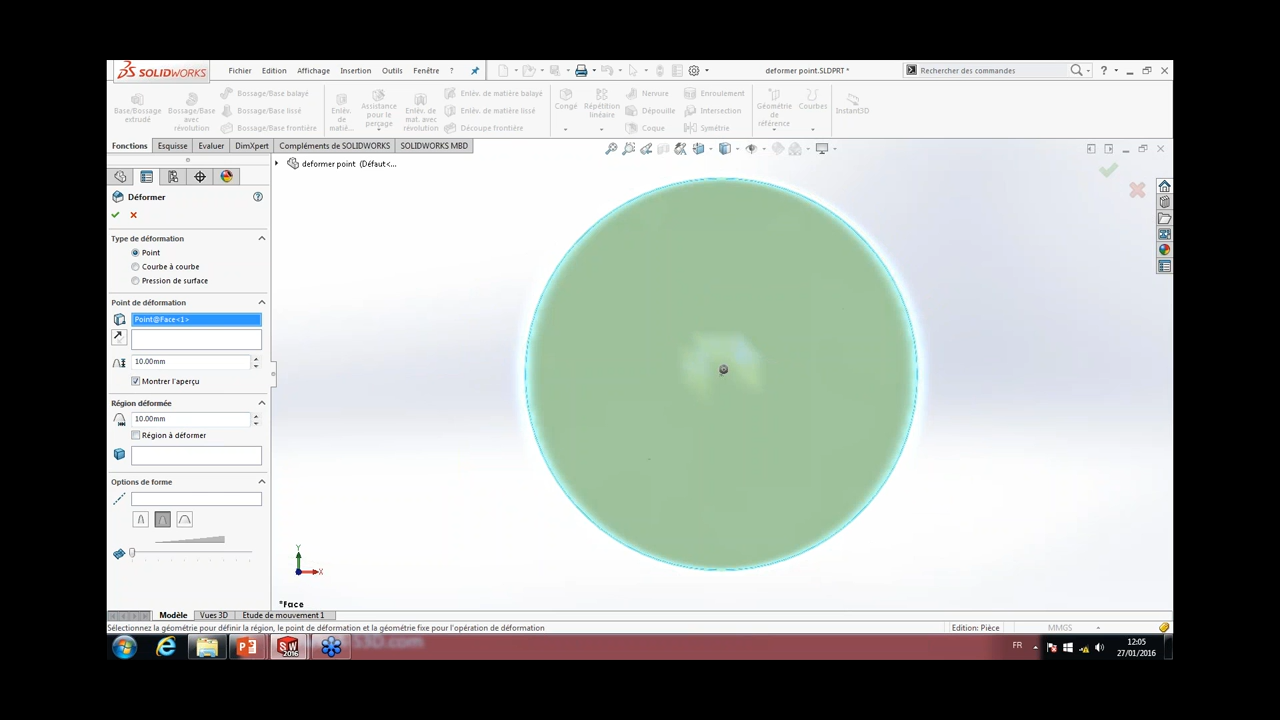 SOLIDWORKS
Fichier Edition Affichage Insertion Outils Fenêtre ?
deformer point.SLDPRT *
Rechercher des commandes
Base/Bossage extrudé
Bossage/Base avec révolution
Bossage/Base balayé
Bossage/Base lissé
Bossage/Base frontière
Enlèv. de matiè...
Assistance pour le perçage
Enlèv. de mat. avec révolution
Enlèv. de matière balayé
Enlèv. de matière lissé
Découpe frontière
Congé
Répétition linéaire
Nervure
Dépouille
Coque
Enroulement
Intersection
Symétrie
Géométrie de référence
Courbes
Instant3D
Fonctions Esquisse Evaluer DimXpert Compléments de SOLIDWORKS SOLIDWORKS MBD
deformer point (Défaut<...
Déformer
Type de déformation
Point
Courbe à courbe
Pression de surface
Point de déformation
Point@Face<1>
10.00mm
Montrer l'aperçu
Région déformée
10.00mm
Région à déformer
Options de forme
Y
X
*Face
Modèle Vues 3D Etude de mouvement 1
Sélectionnez la géométrie pour définir la région, le point de déformation et la géométrie fixe pour l'opération de déformation
Edition: Pièce
MMGS
SW 2016
FR
12:05
27/01/2016